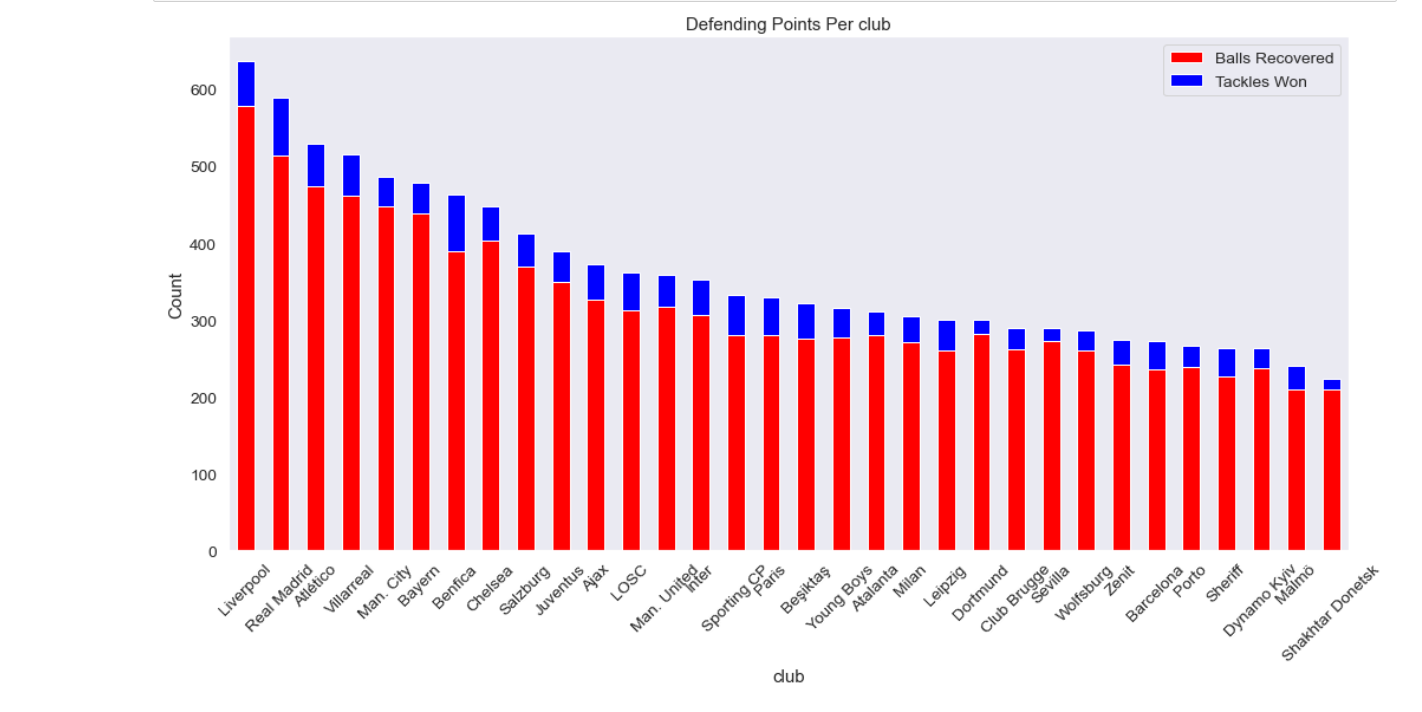 Defending Points Per club
Balls Recovered
Tackles Won
Count
600
500
400
300
200
100
0
Liverpool
Real Madrid
Atlético
Villarreal
Man. City
Bayern
Benfica
Chelsea
Salzburg
Juventus
Ajax
LOSC
Man. United
Inter
Sporting CP
Paris
Beşiktaş
Young Boys
Atalanta
Milan
Leipzig
Dortmund
Club Brugge
Sevilla
Wolfsburg
Zenit
Barcelona
Porto
Sheriff
Dynamo Kyiv
Malmö
Shakhtar Donetsk
club